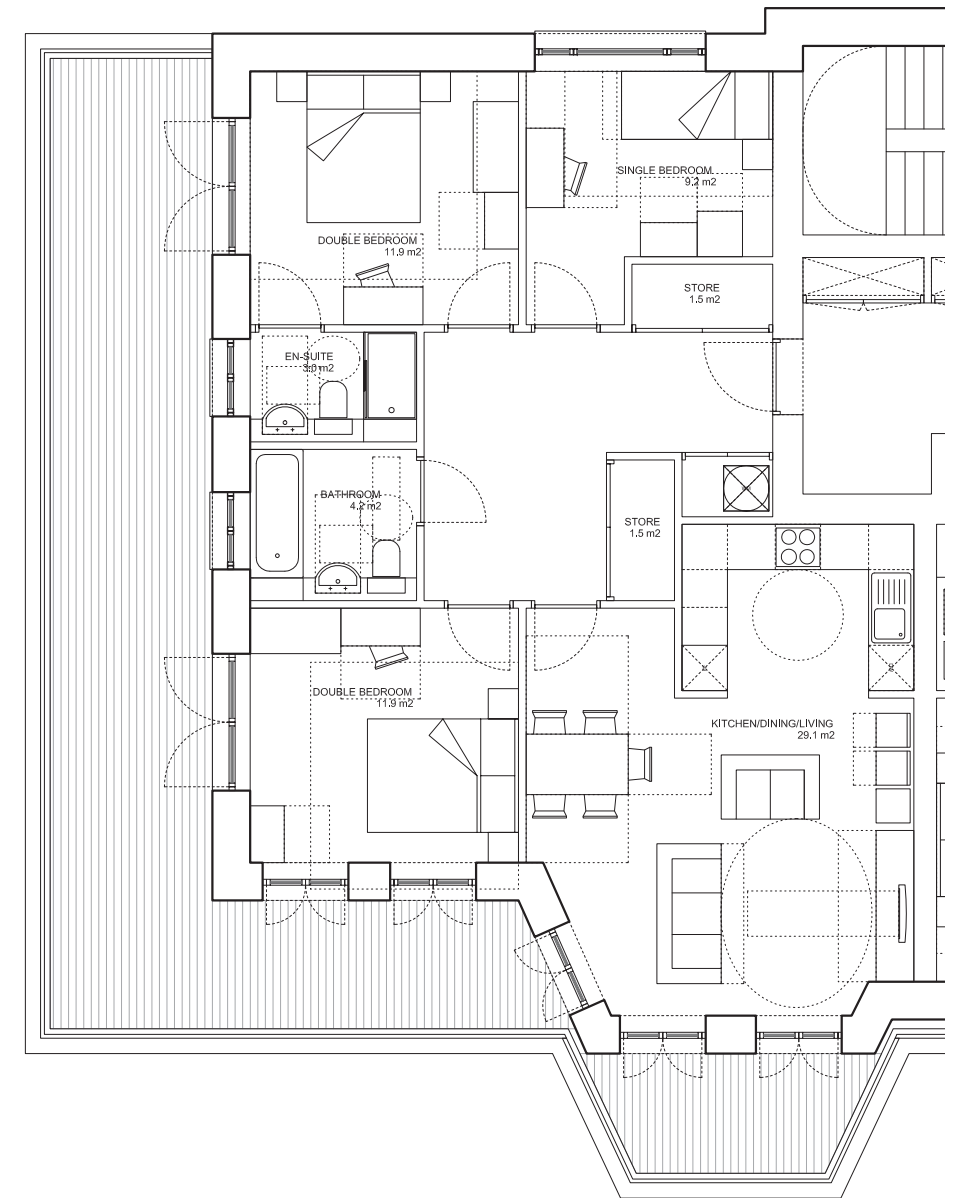 SINGLE BEDROOM
9.2 m2
DOUBLE BEDROOM
11.9 m2
STORE
1.5 m2
EN-SUITE
3.0 m2
BATHROOM
4.2 m2
STORE
1.5 m2
DOUBLE BEDROOM
11.9 m2
KITCHEN/DINING/LIVING
29.1 m2